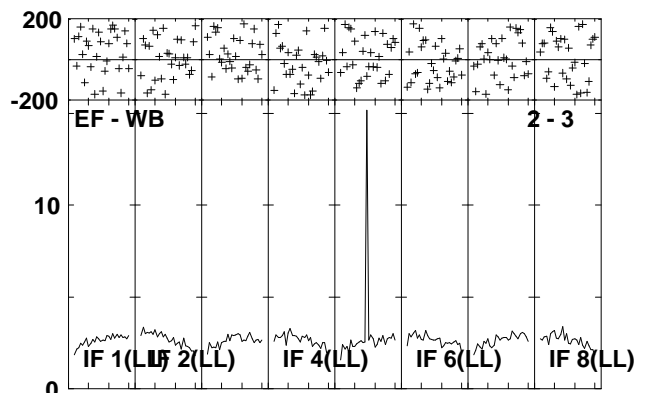 200
-200
EF - WB 2 - 3
10
IF 1(LL) IF 2(LL) IF 4(LL) IF 6(LL) IF 8(LL)
0